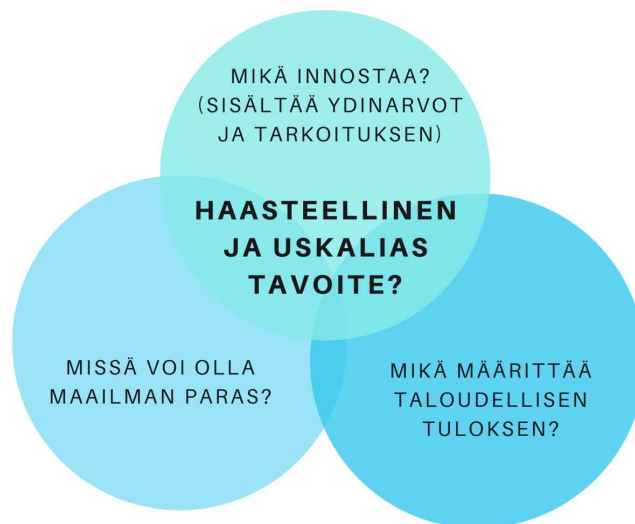 MIKÄ INNOSTAA?
(SISÄLTÄÄ YDINARVOT
JA TARKOITUKSEN)
HAASTEELLINEN
JA USKALIAS
TAVOITE?
MISSÄ VOI OLLA
MAAILMAN PARAS?
MIKÄ MÄÄRITTÄÄ
TALOUDELLISEN
TULOKSEN?